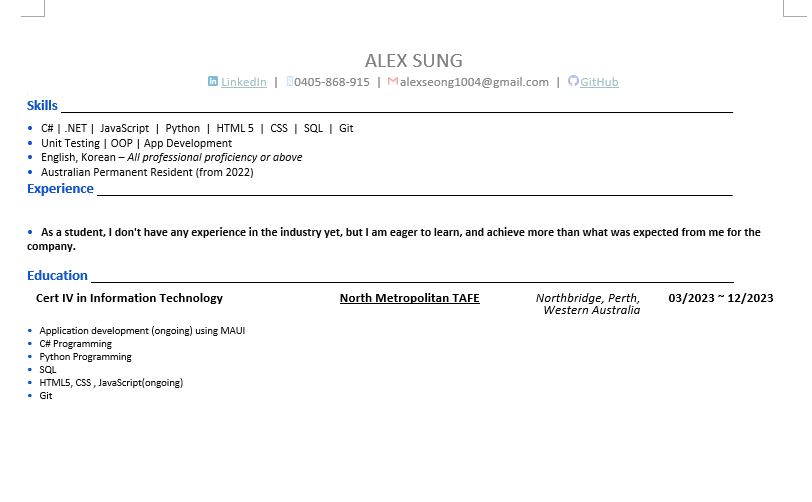 ALEX SUNG
LinkedIn | 0405-868-915 | alexseong1004@gmail.com | GitHub
Skills
• C# | .NET | JavaScript | Python | HTML 5 | CSS | SQL | Git
• Unit Testing | OOP | App Development
• English, Korean – All professional proficiency or above
• Australian Permanent Resident (from 2022)
Experience
• As a student, I don't have any experience in the industry yet, but I am eager to learn, and achieve more than what was expected from me for the
company.
Education
Cert IV in Information Technology North Metropolitan TAFE Northbridge, Perth, 03/2023 ~ 12/2023
Western Australia
• Application development (ongoing) using MAUI
• C# Programming
• Python Programming
• SQL
• HTML5, CSS , JavaScript(ongoing)
• Git